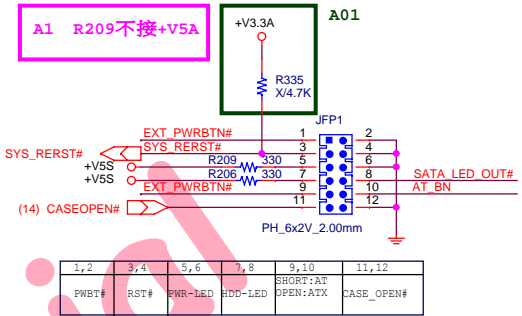 A1 R209不接+V5A
A01
+V3.3A
R335
X/4.7K
JFP1
EXT_PWRBTN# 1 2
SYS_RERST# SYS_RERST# 3 4
+V5S R209 330 5 6
+V5S R206 330 7 8 SATA_LED_OUT#
EXT_PWRBTN# 9 10 AT_BN
(14) CASEOPEN# 11 12
PH_6x2V_2.00mm
1,2 3,4 5,6 7,8 9,10 11,12
PWBT# RST# PWR-LED HDD-LED SHORT:AT OPEN:ATX CASE_OPEN#